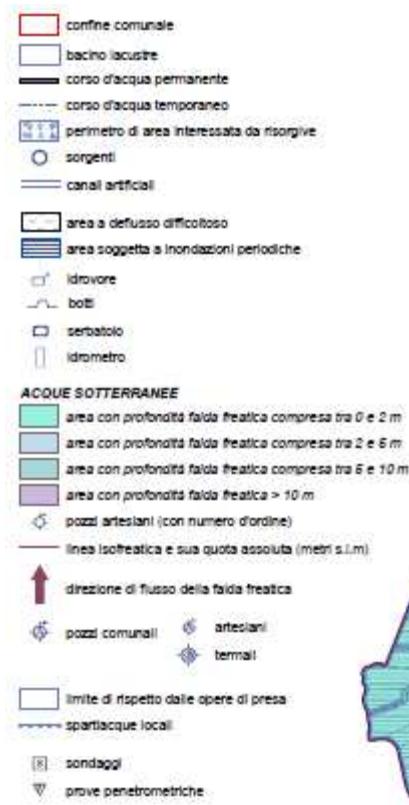 confine comunale
bacino lacustre
corso d'acqua permanente
corso d'acqua temporaneo
perimetro di area interessata da risorgive
sorgenti
canali artificiali
area a deflusso difficoltoso
area soggetta a inondazioni periodiche
idrovore
botti
serbatoio
idrometro
ACQUE SOTTERRANEE
area con profondità falda freatica compresa tra 0 e 2 m
area con profondità falda freatica compresa tra 2 e 5 m
area con profondità falda freatica compresa tra 5 e 10 m
area con profondità falda freatica > 10 m
pozzi artesiani (con numero d'ordine)
linea isofreatica e sua quota assoluta (metri s.l.m)
direzione di flusso della falda freatica
pozzi comunali
artesiani
termali
limite di rispetto dalle opere di presa
spartiacque locali
sondaggi
prove penetrometriche